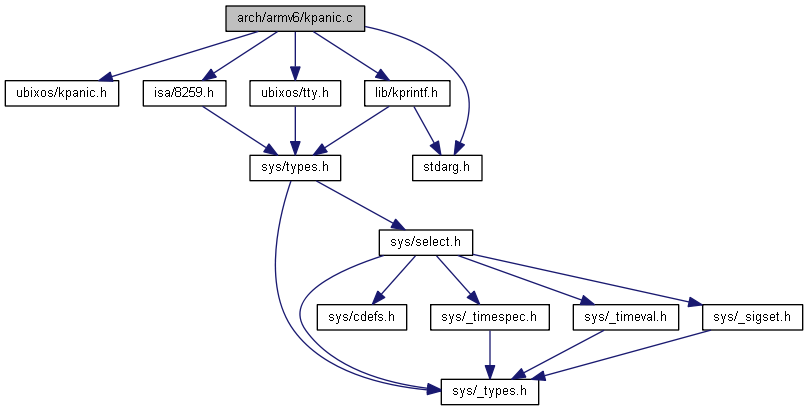 arch/armv6/kpanic.c
ubixos/kpanic.h
isa/8259.h
ubixos/tty.h
lib/kprintf.h
sys/types.h
stdarg.h
sys/select.h
sys/cdefs.h
sys/_timespec.h
sys/_timeval.h
sys/_sigset.h
sys/_types.h